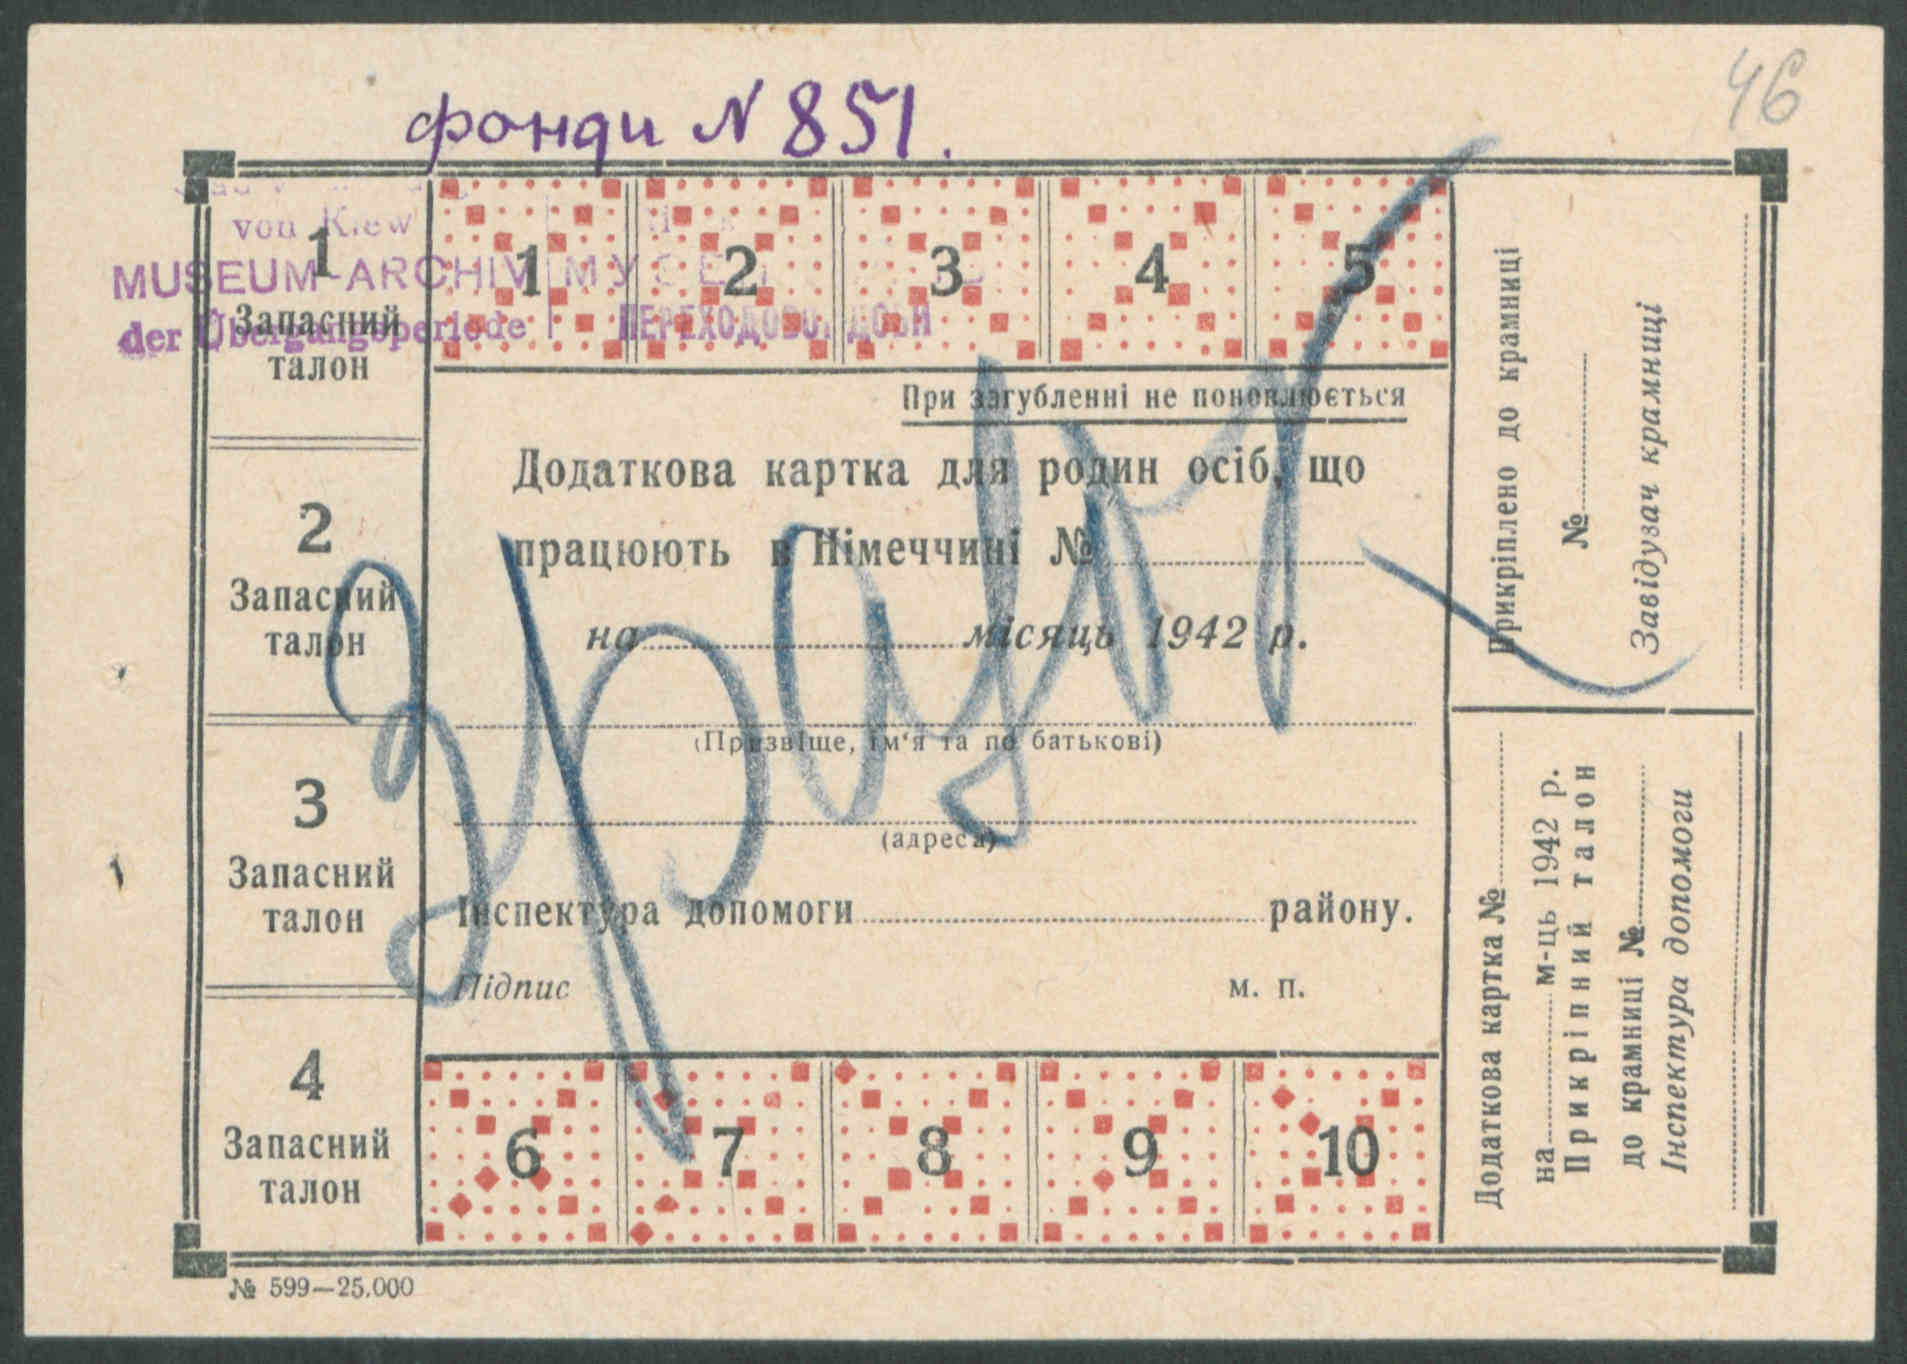 46
фонди N 851.
von Kiew
MUSEUM-ARCHIV
der Übergangsperiode
ПЕРЕХОДОВОЇ ДОБИ
1
Запасний
талон
2
Запасний
талон
3
Запасний
талон
4
Запасний
талон
1 2 3 4 5
При загубленні не поновлюється
Додаткова картка для родин осіб, що
працюють в Німеччині №
на місяць 1942 р.
(Призвіще, ім‘я та по батькові)
(адреса)
Інспектура допомоги району.
Підпис м. п.
Зразок
6 7 8 9 10
Прикріплено до крамниці
№
Завідувач крамниці
Додаткова картка №
на м-ць 1942 р.
Прикріпний талон
до крамниці №
Інспектура допомоги
№ 599—25.000